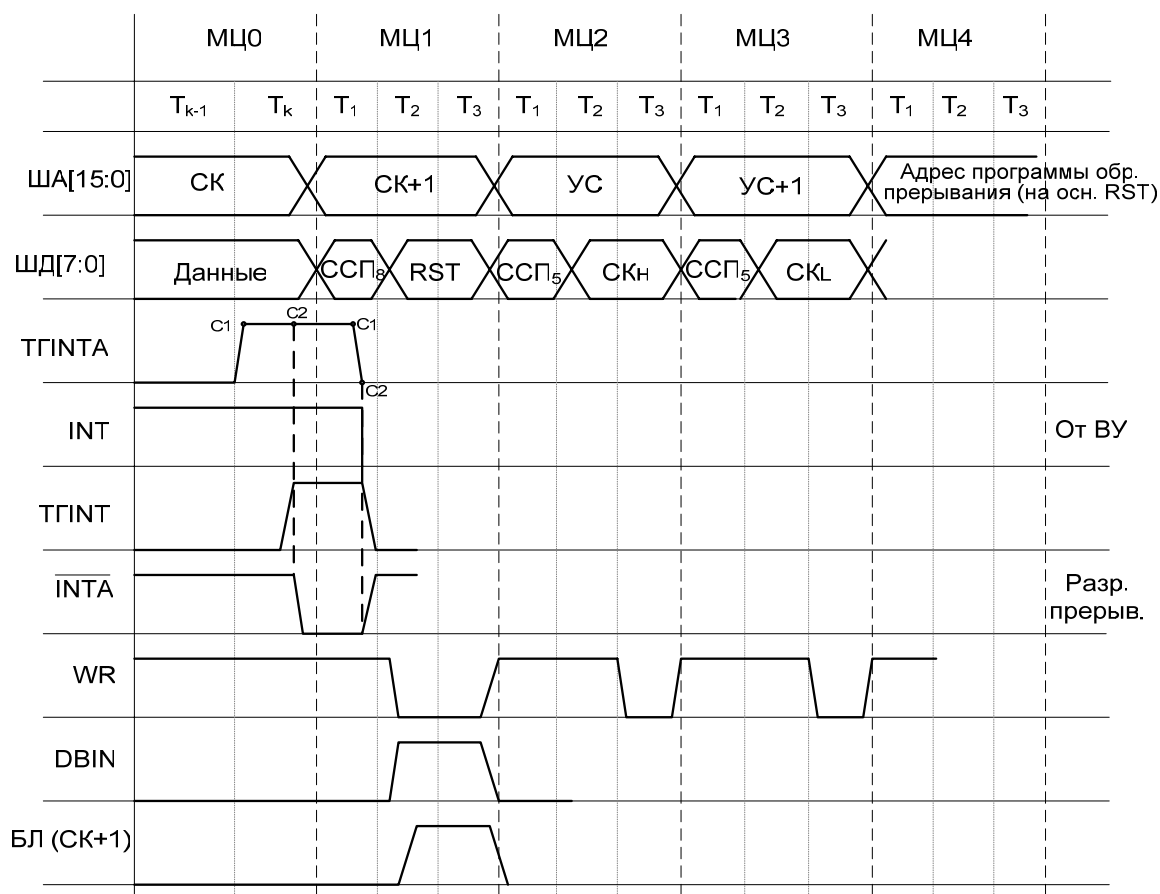 МЦ0 МЦ1 МЦ2 МЦ3 МЦ4
Tk-1 Tk T1 T2 T3 T1 T2 T3 T1 T2 T3 T1 T2 T3
ША[15:0] СК СК+1 УС УС+1 Адрес программы обр.
прерывания (на осн. RST)
ШД[7:0] Данные ССП8 RST ССП5 СКН ССП5 СКL
C1 C2 C1
ТГINTA
C2
INT От ВУ
ТГINT
INTA Разр.
прерыв.
WR
DBIN
БЛ (СК+1)